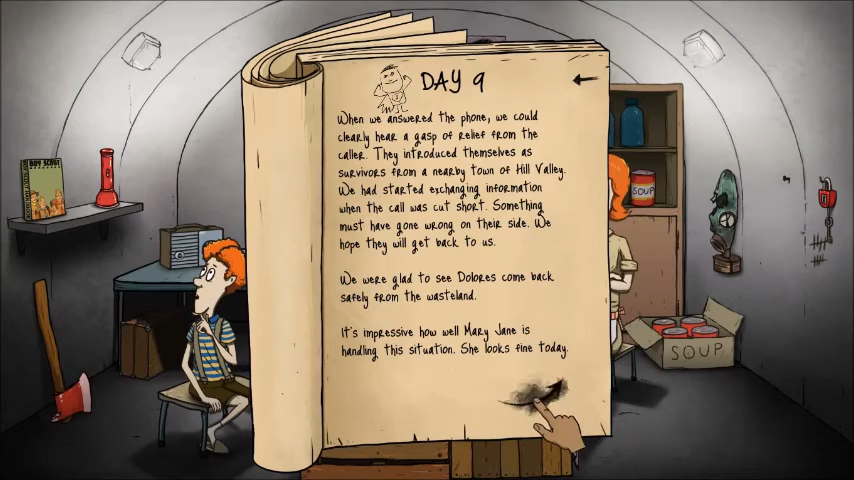 DAY 9
When we answered the phone, we could
clearly hear a gasp of relief from the
caller. They introduced themselves as
survivors from a nearby town of Hill Valley.
We had started exchanging information
when the call was cut short. Something
must have gone wrong on their side. We
hope they will get back to us.
We were glad to see Dolores come back
safely from the wasteland.
It's impressive how well Mary Jane is
handling this situation. She looks fine today.
BOY SCOUT
SOUP
SOUP